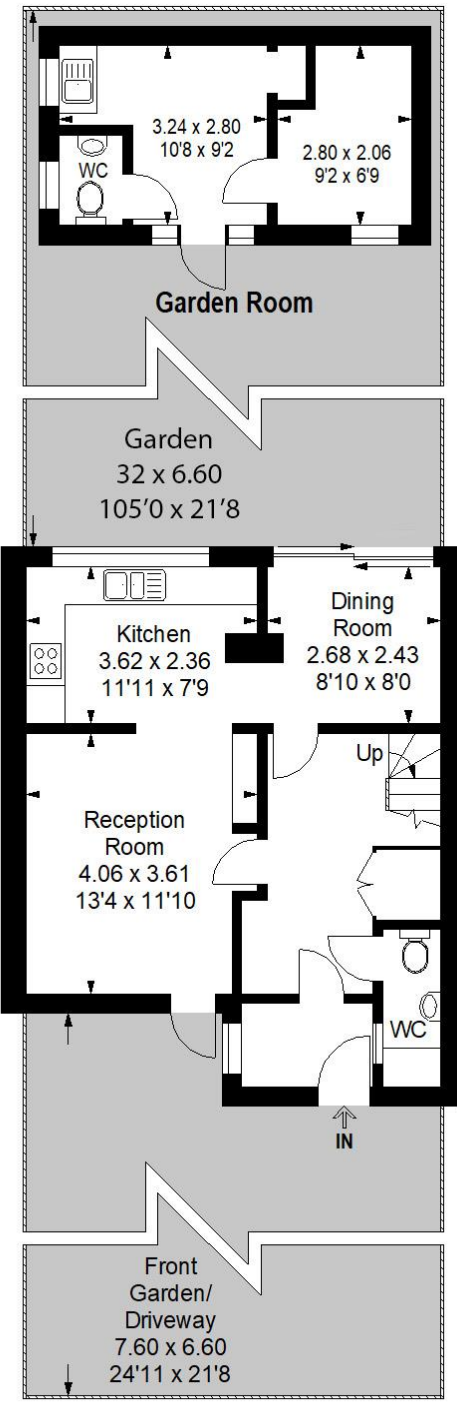 3.24 x 2.80
10'8 x 9'2
2.80 x 2.06
9'2 x 6'9
WC
Garden Room
Garden
32 x 6.60
105'0 x 21'8
Kitchen
3.62 x 2.36
11'11 x 7'9
Dining
Room
2.68 x 2.43
8'10 x 8'0
Up
Reception
Room
4.06 x 3.61
13'4 x 11'10
WC
IN
Front
Garden/
Driveway
7.60 x 6.60
24'11 x 21'8